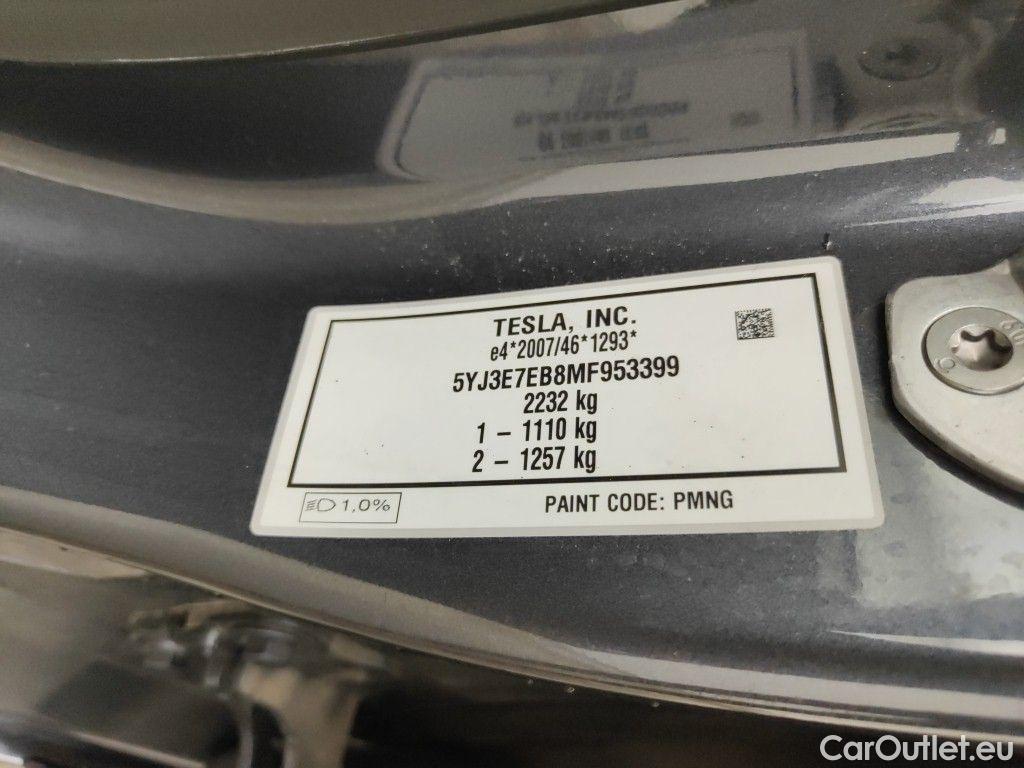 TESLA, INC.
e4*2007/46*1293*
5YJ3E7EB8MF953399
2232 kg
1 – 1110 kg
2 – 1257 kg
1,0%
PAINT CODE: PMNG
CarOutlet.eu